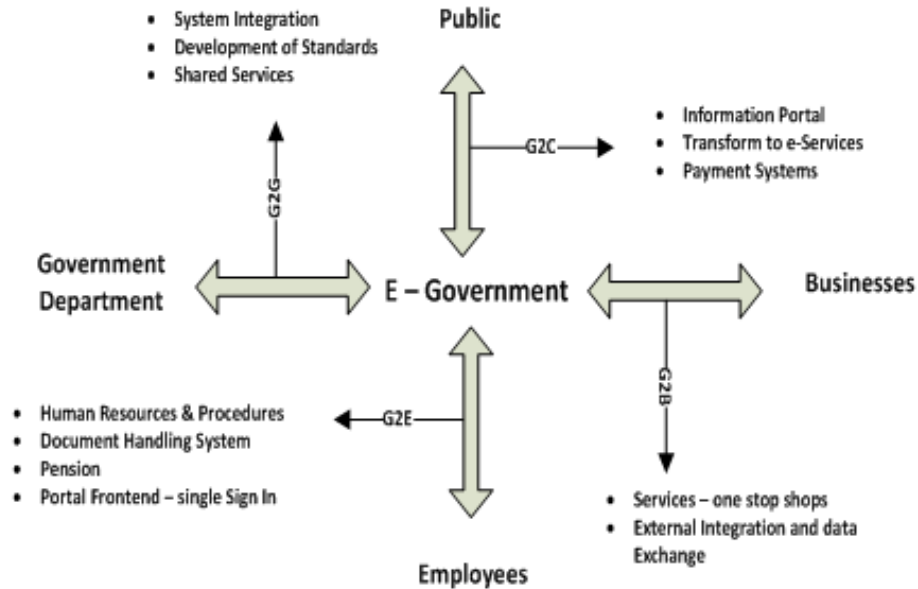 • System Integration
• Development of Standards
• Shared Services
Public
• Information Portal
• Transform to e-Services
• Payment Systems
G2C
G2G
Government
Department
E – Government
Businesses
G2B
G2E
• Human Resources & Procedures
• Document Handling System
• Pension
• Portal Frontend – single Sign In
• Services – one stop shops
• External Integration and data
Exchange
Employees